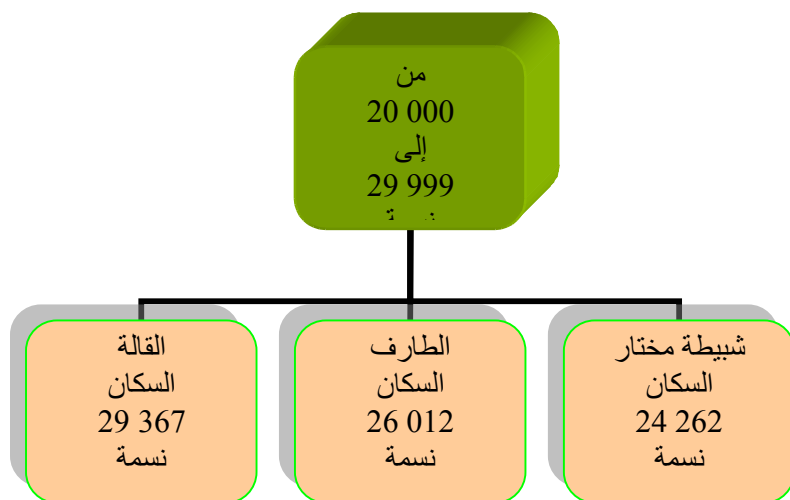 من
20 000
إلى
29 999
نسمة
شبيطة مختار
السكان
24 262
نسمة
الطارف
السكان
26 012
نسمة
القالة
السكان
29 367
نسمة